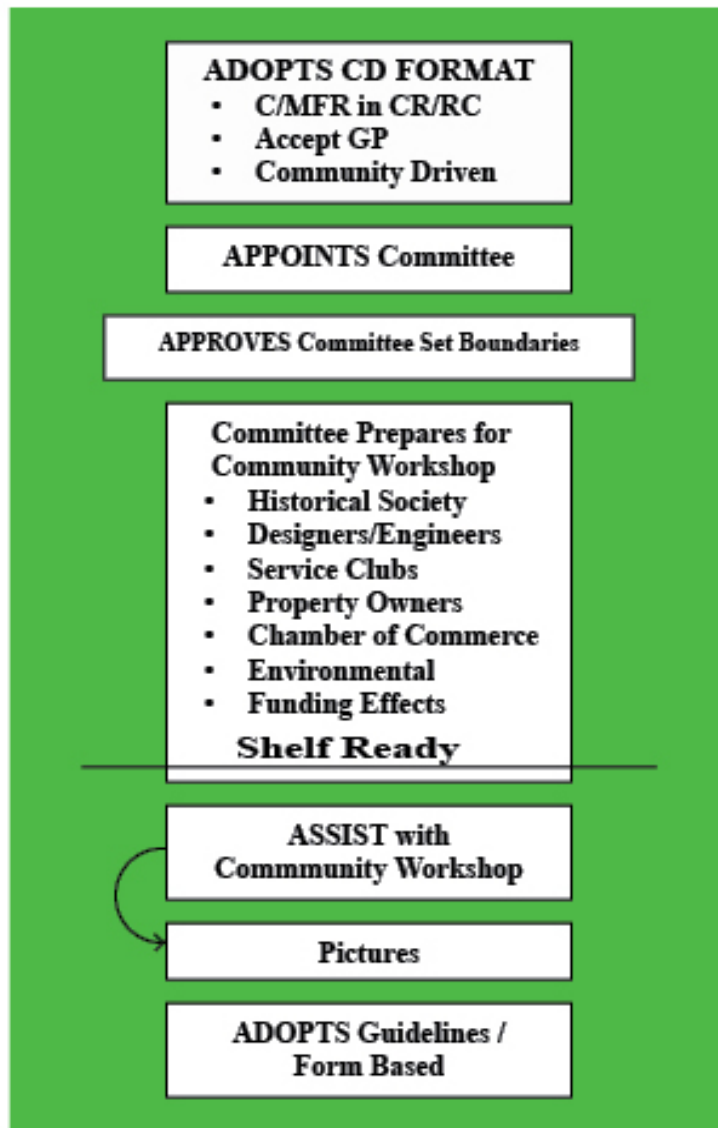 ADOPTS CD FORMAT
• C/MFR in CR/RC
• Accept GP
• Community Driven
APPOINTS Committee
APPROVES Committee Set Boundaries
Committee Prepares for
Community Workshop
• Historical Society
• Designers/Engineers
• Service Clubs
• Property Owners
• Chamber of Commerce
• Environmental
• Funding Effects
Shelf Ready
ASSIST with
Commmunity Workshop
Pictures
ADOPTS Guidelines /
Form Based